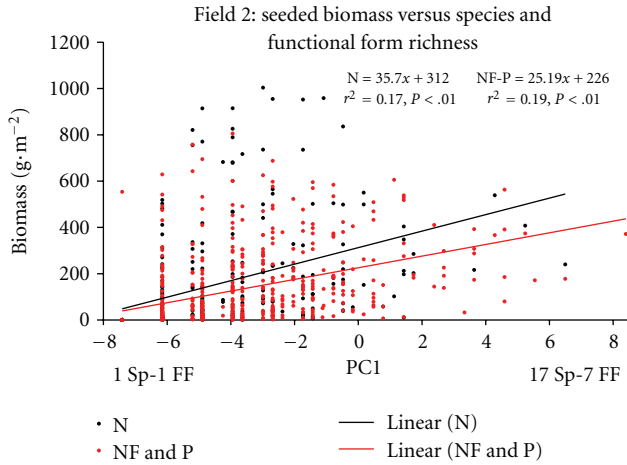 Field 2: seeded biomass versus species and
functional form richness
N = 35.7x + 312
r² = 0.17, P < .01
NF-P = 25.19x + 226
r² = 0.19, P < .01
Biomass (g·m⁻²)
1200
1000
800
600
400
200
0
−8
−6
−4
−2
0
2
4
6
8
1 Sp-1 FF
PC1
17 Sp-7 FF
N
Linear (N)
NF and P
Linear (NF and P)